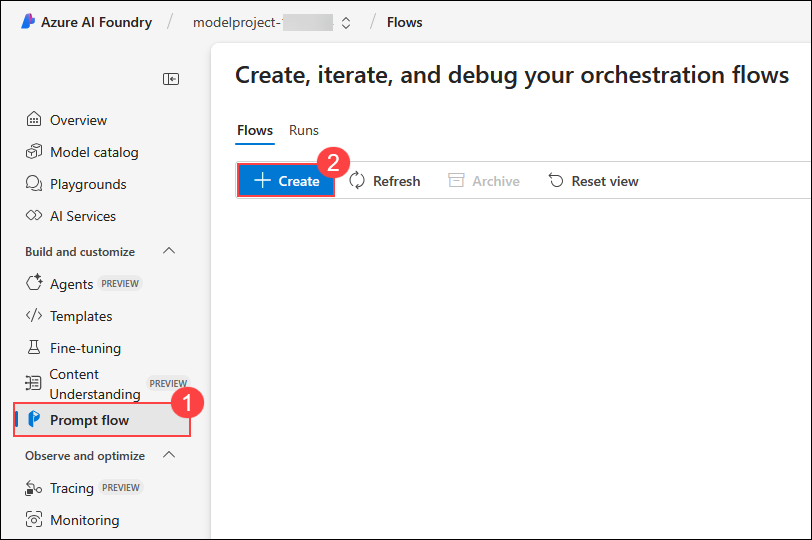 Azure AI Foundry / modelproject- / Flows
Create, iterate, and debug your orchestration flows
Overview
Flows Runs
Model catalog
2
Playgrounds
+ Create Refresh Archive Reset view
AI Services
Build and customize
Agents PREVIEW
Templates
Fine-tuning
Content
Understanding PREVIEW
1
Prompt flow
Observe and optimize
Tracing PREVIEW
Monitoring